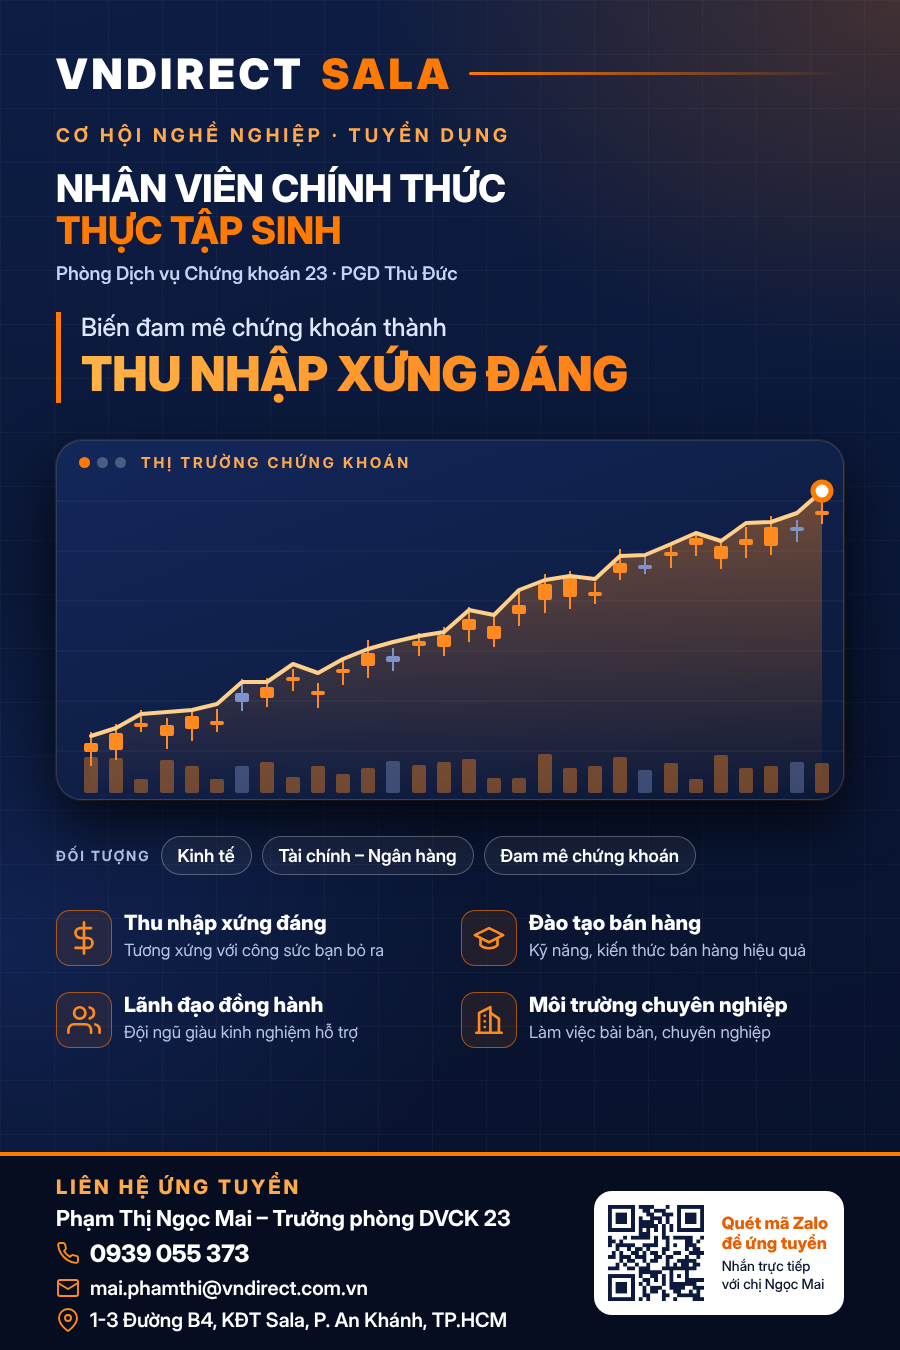 VNDIRECT SALA
CƠ HỘI NGHỀ NGHIỆP · TUYỂN DỤNG
NHÂN VIÊN CHÍNH THỨC
THỰC TẬP SINH
Phòng Dịch vụ Chứng khoán 23 · PGD Thủ Đức
Biến đam mê chứng khoán thành
THU NHẬP XỨNG ĐÁNG
THỊ TRƯỜNG CHỨNG KHOÁN
ĐỐI TƯỢNG
Kinh tế
Tài chính – Ngân hàng
Đam mê chứng khoán
Thu nhập xứng đáng
Tương xứng với công sức bạn bỏ ra
Đào tạo bán hàng
Kỹ năng, kiến thức bán hàng hiệu quả
Lãnh đạo đồng hành
Đội ngũ giàu kinh nghiệm hỗ trợ
Môi trường chuyên nghiệp
Làm việc bài bản, chuyên nghiệp
LIÊN HỆ ỨNG TUYỂN
Phạm Thị Ngọc Mai – Trưởng phòng DVCK 23
0939 055 373
mai.phamthi@vndirect.com.vn
1-3 Đường B4, KĐT Sala, P. An Khánh, TP.HCM
Quét mã Zalo
để ứng tuyển
Nhắn trực tiếp
với chị Ngọc Mai